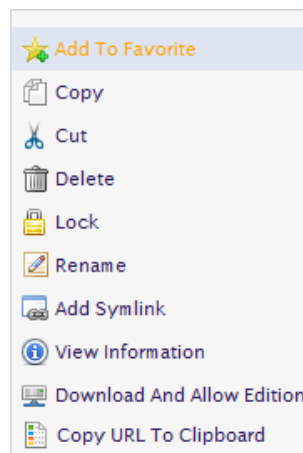 Add To Favorite
Copy
Cut
Delete
Lock
Rename
Add Symlink
View Information
Download And Allow Edition
Copy URL To Clipboard